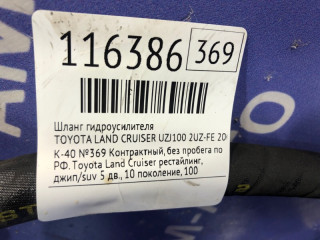 116386 369
Шланг гидроусилителя
TOYOTA LAND CRUISER UZJ100 2UZ-FE 20
К-40 №369 Контрактный, без пробега по
РФ. Toyota Land Cruiser рестайлинг,
джип/suv 5 дв., 10 поколение, 100